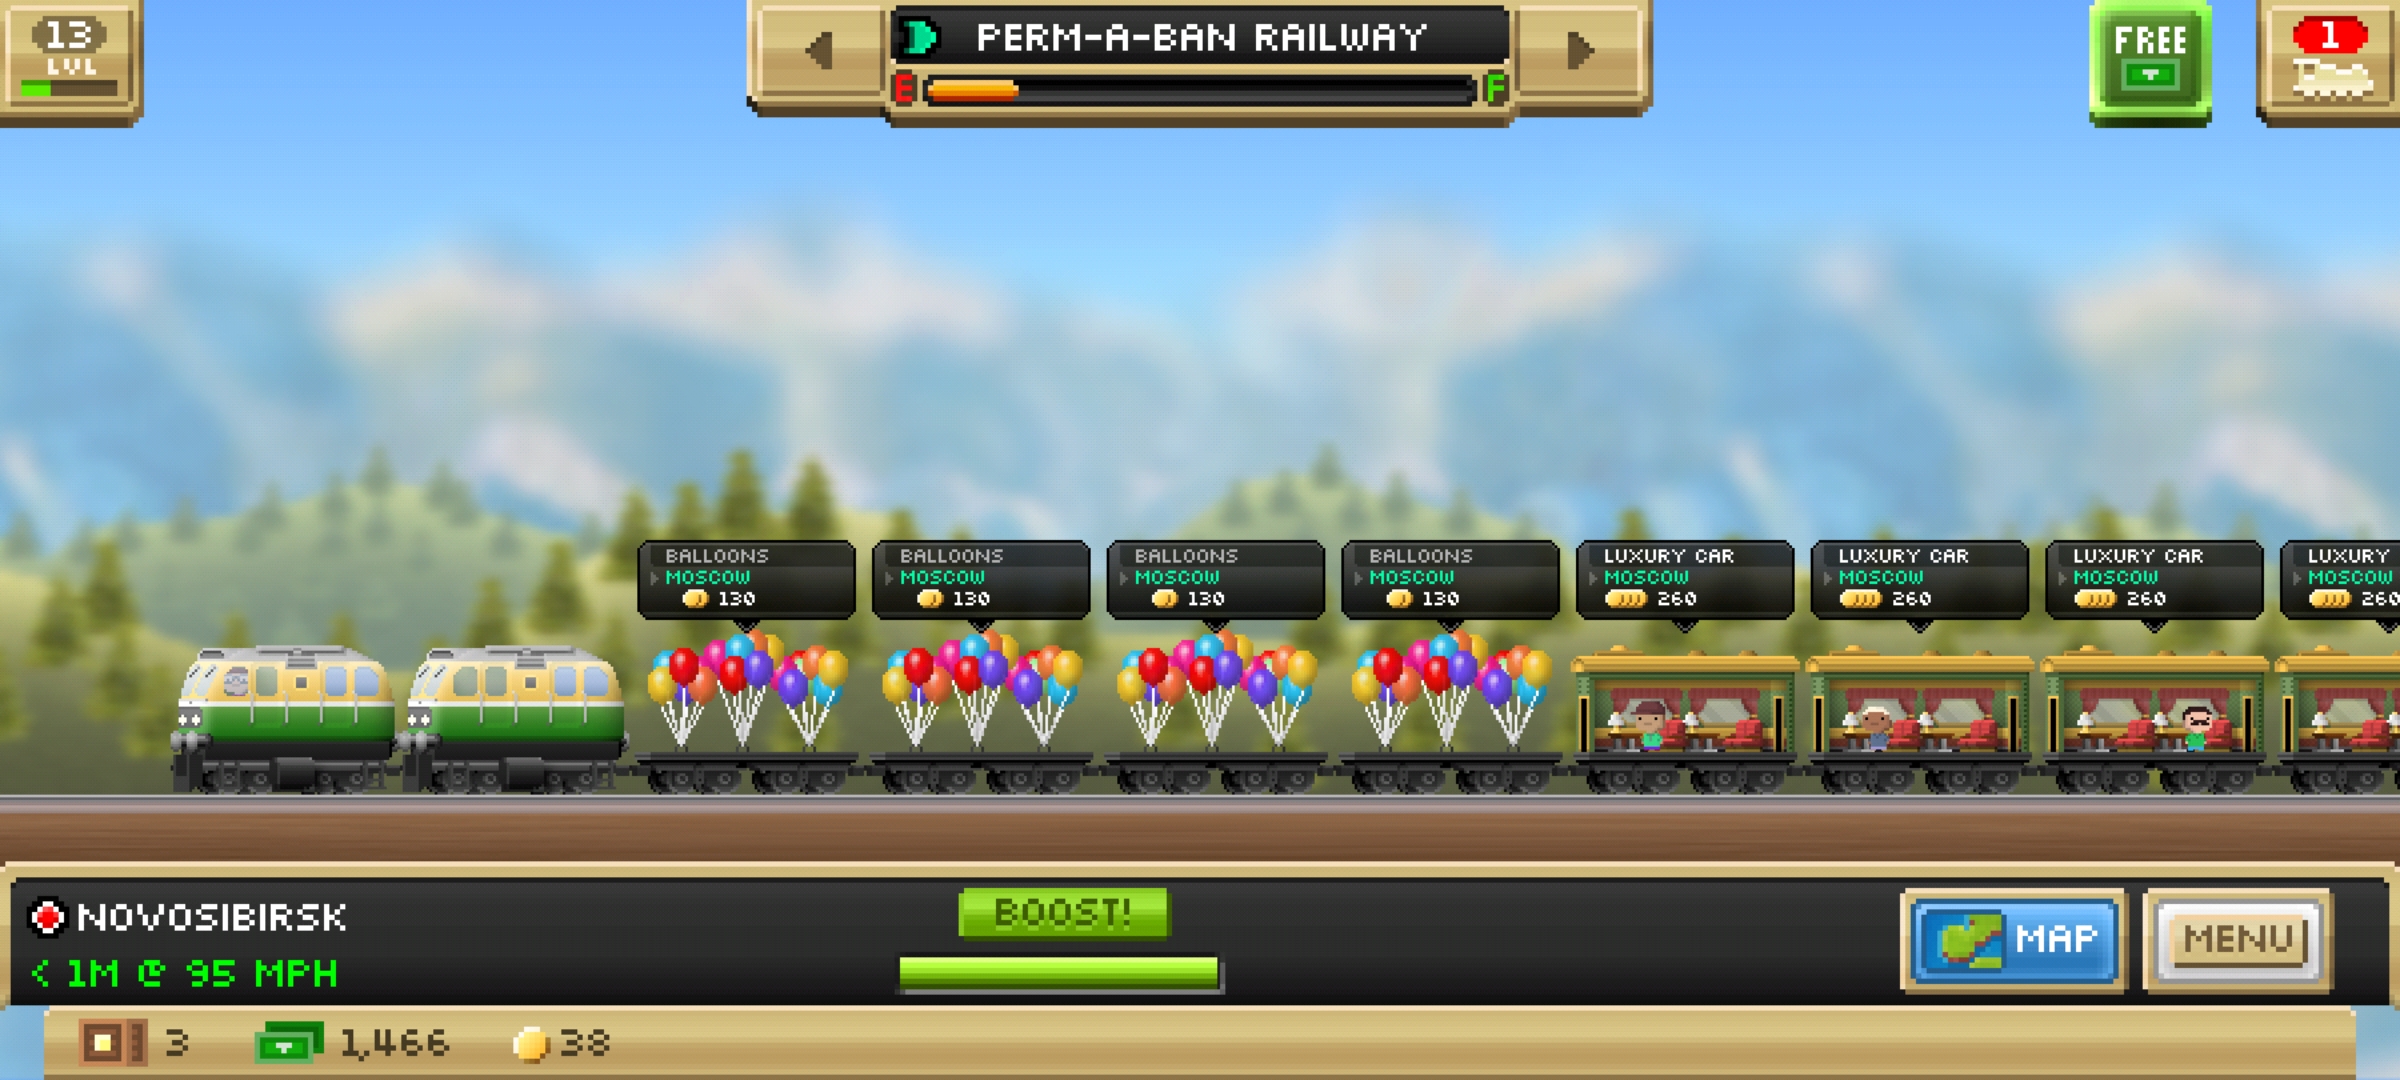 13
LVL
PERM-A-BAN RAILWAY
E F
FREE
1
BALLOONS
MOSCOW
130
BALLOONS
MOSCOW
130
BALLOONS
MOSCOW
130
BALLOONS
MOSCOW
130
LUXURY CAR
MOSCOW
260
LUXURY CAR
MOSCOW
260
LUXURY CAR
MOSCOW
260
LUXURY
MOSCOW
260
NOVOSIBIRSK
< 1M @ 95 MPH
BOOST!
MAP
MENU
3 1,466 38